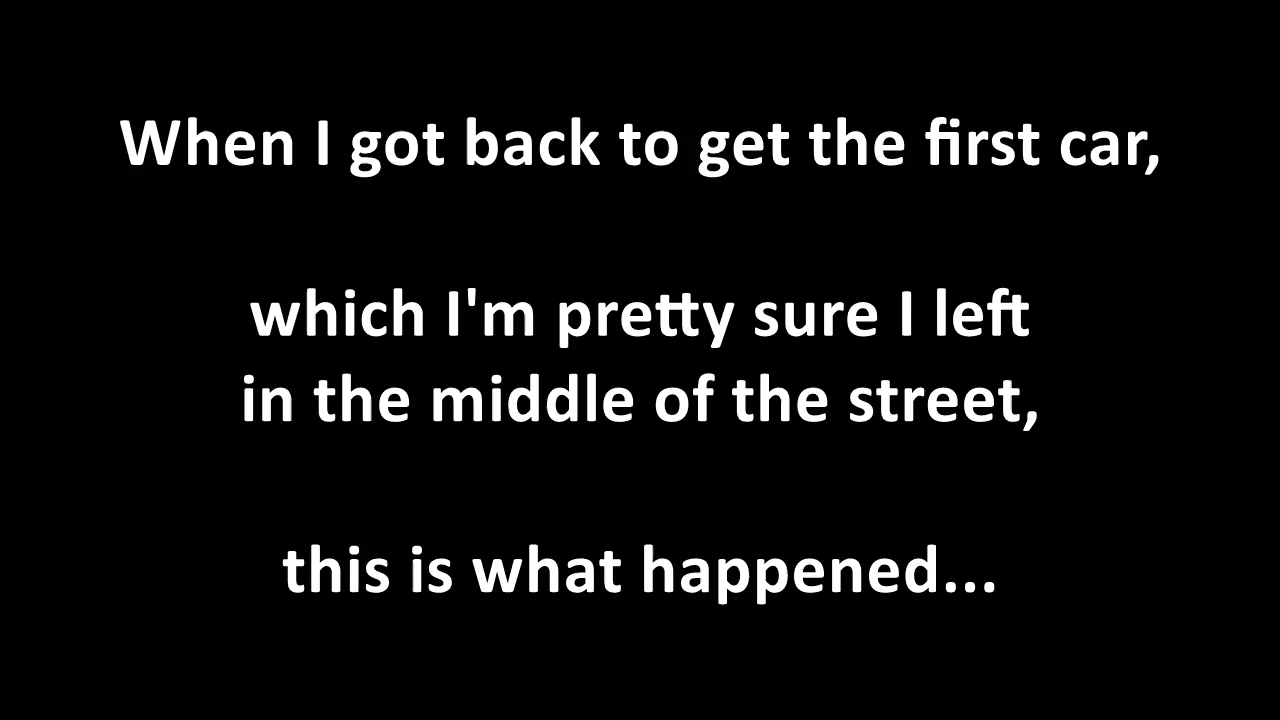 When I got back to get the first car,
which I'm pretty sure I left
in the middle of the street,
this is what happened...